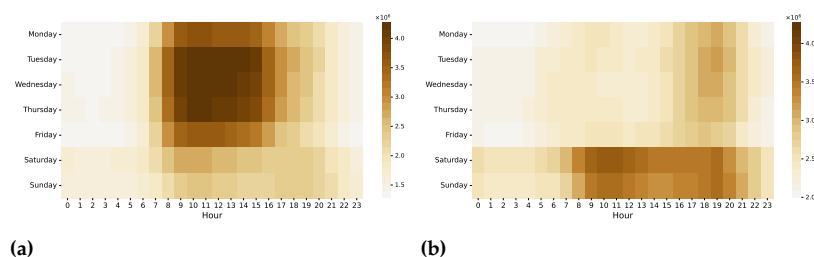 ×10⁶
Monday
Tuesday
Wednesday
Thursday
Friday
Saturday
Sunday
4.0
3.5
3.0
2.5
2.0
1.5
0 1 2 3 4 5 6 7 8 9 10 11 12 13 14 15 16 17 18 19 20 21 22 23
Hour
(a)
×10⁶
Monday
Tuesday
Wednesday
Thursday
Friday
Saturday
Sunday
4.0
3.5
3.0
2.5
2.0
0 1 2 3 4 5 6 7 8 9 10 11 12 13 14 15 16 17 18 19 20 21 22 23
Hour
(b)